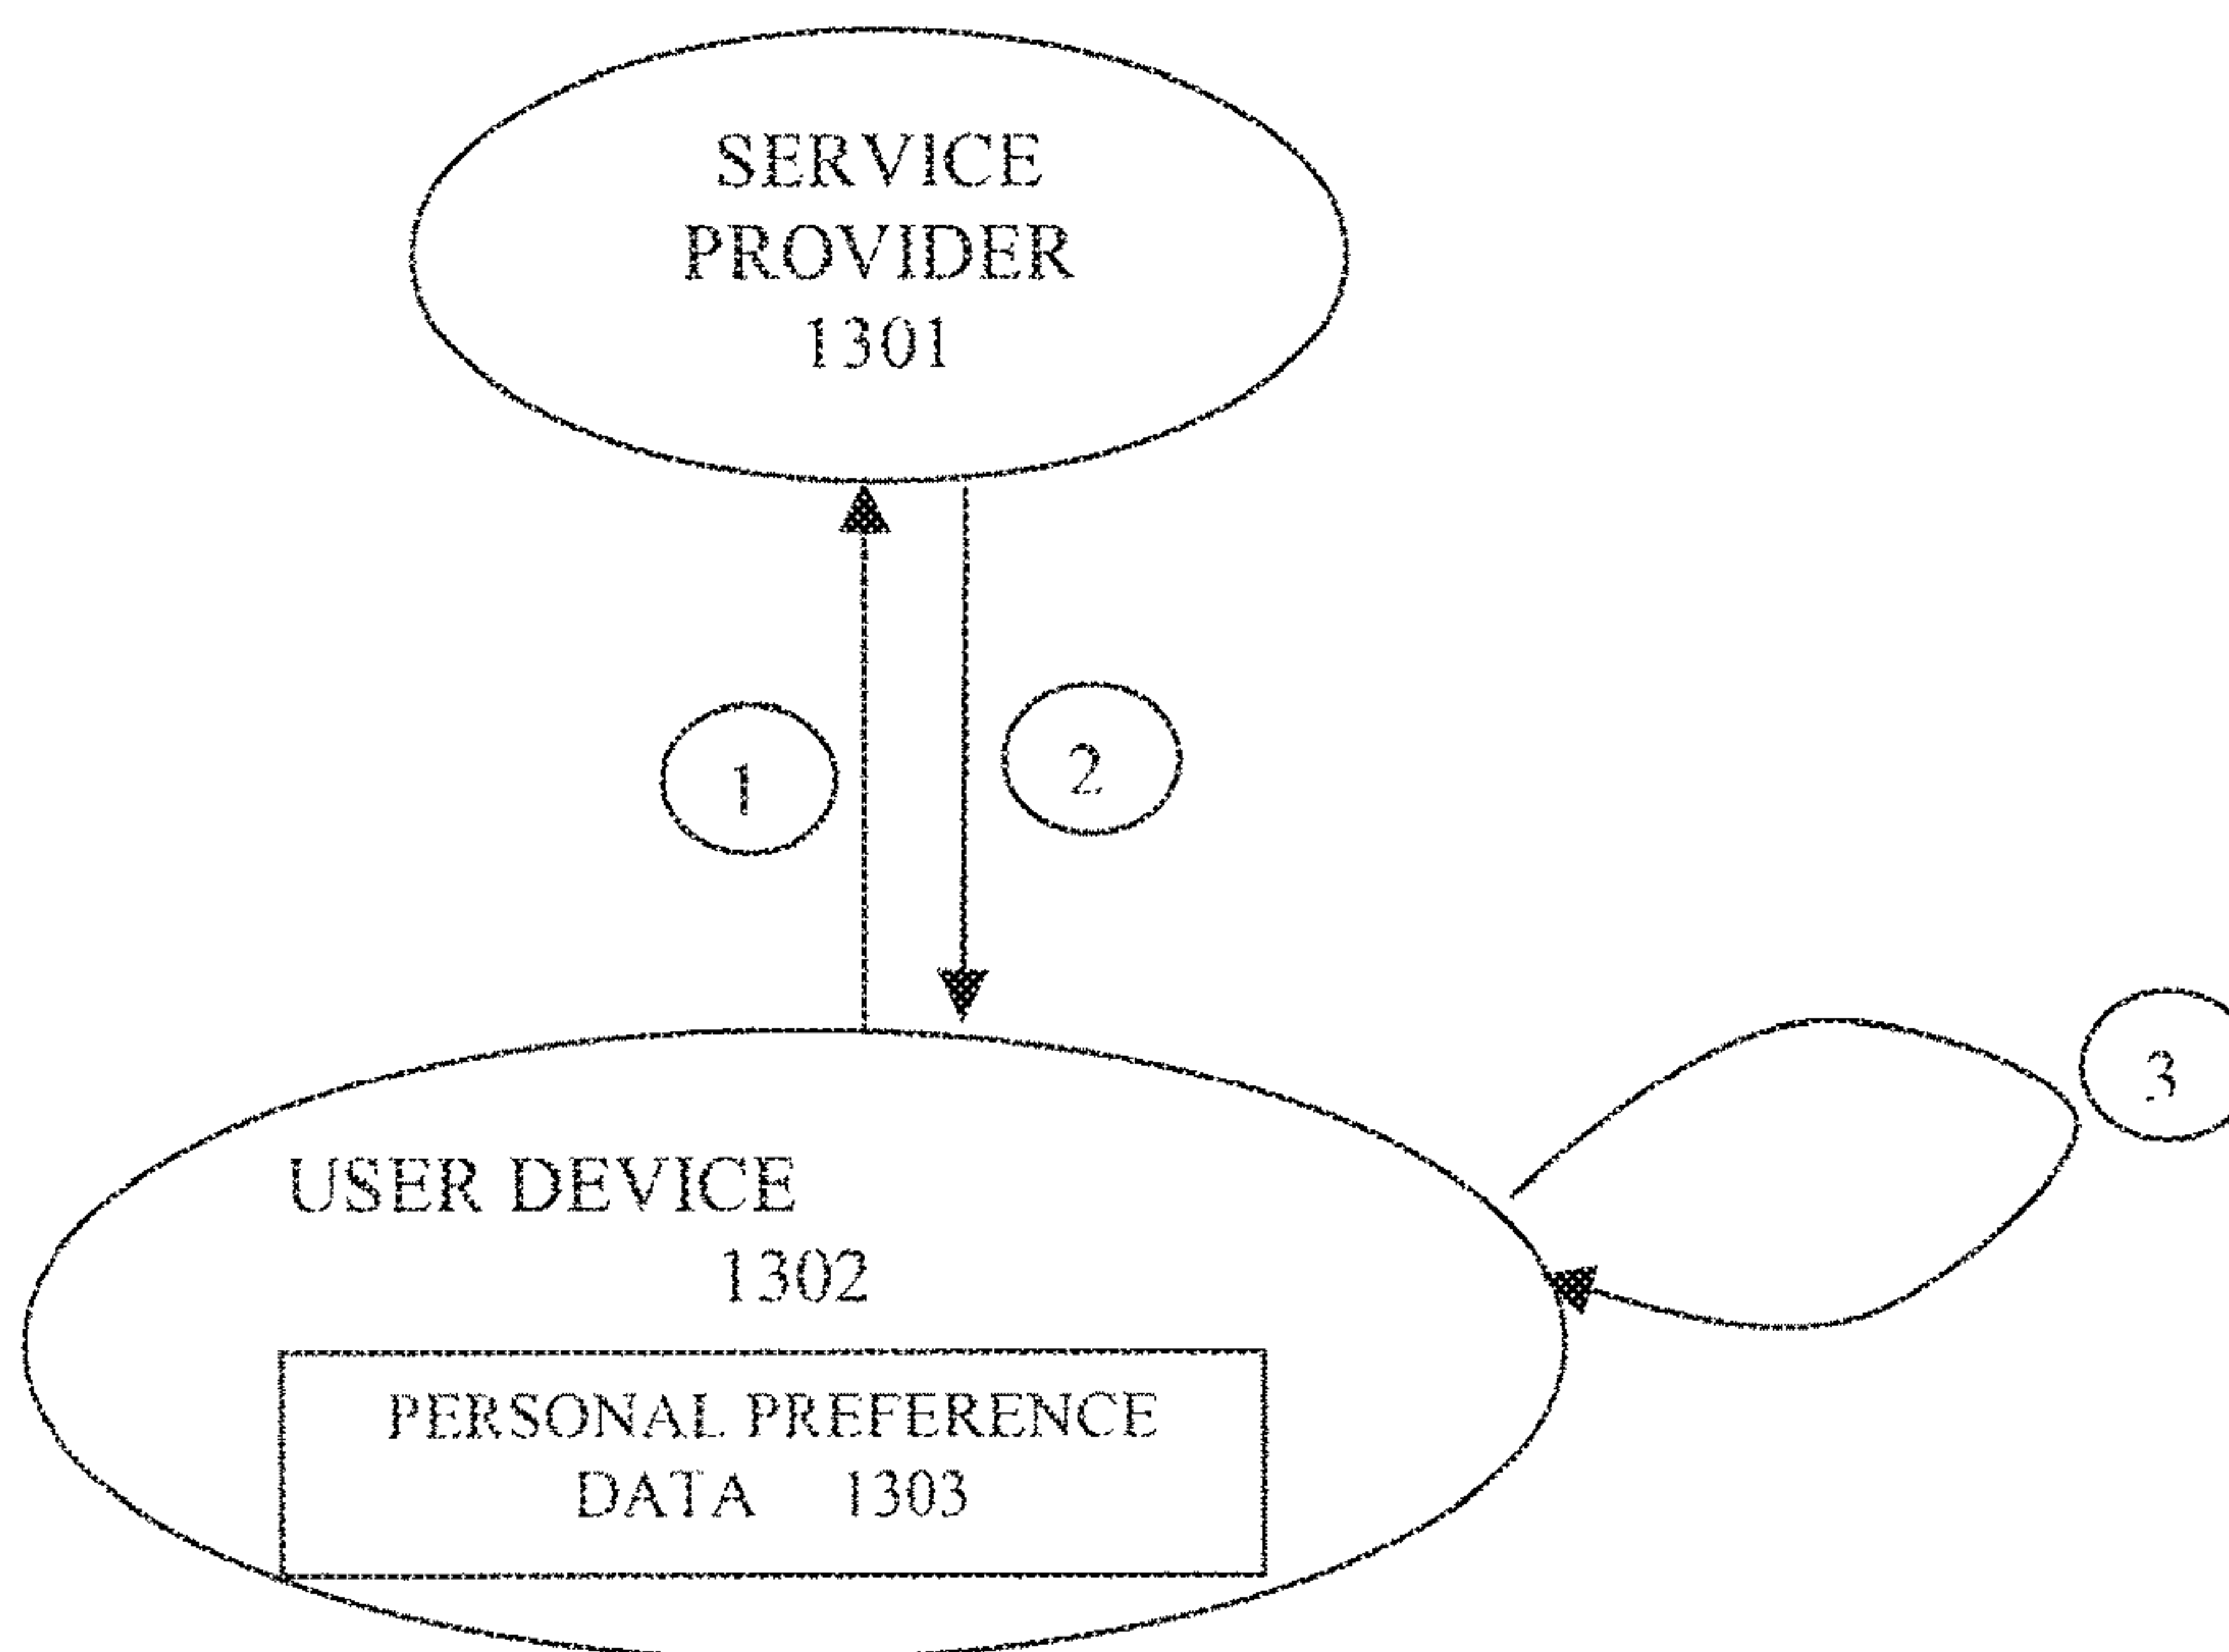 SERVICE
PROVIDER
1301
1
2
3
USER DEVICE
1302
PERSONAL PREFERENCE
DATA 1303